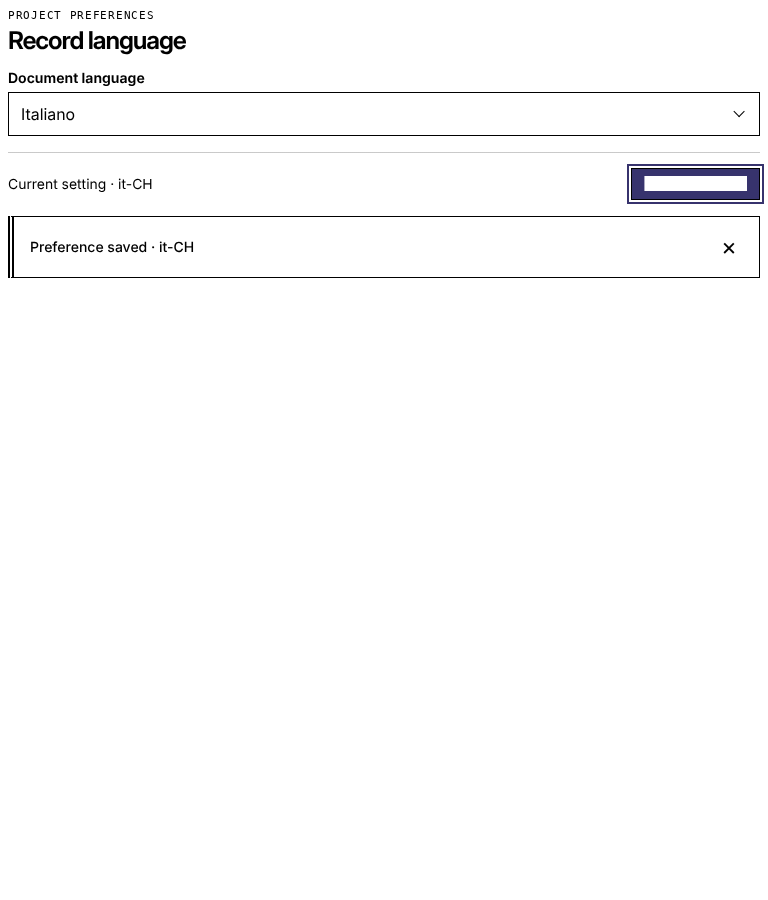 PROJECT PREFERENCES
Record language
Document language
Italiano
Current setting · it-CH
Preference saved · it-CH